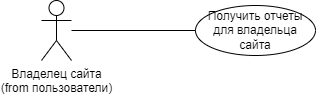 Получить отчеты
для владельца
сайта
Владелец сайта
(from пользователи)